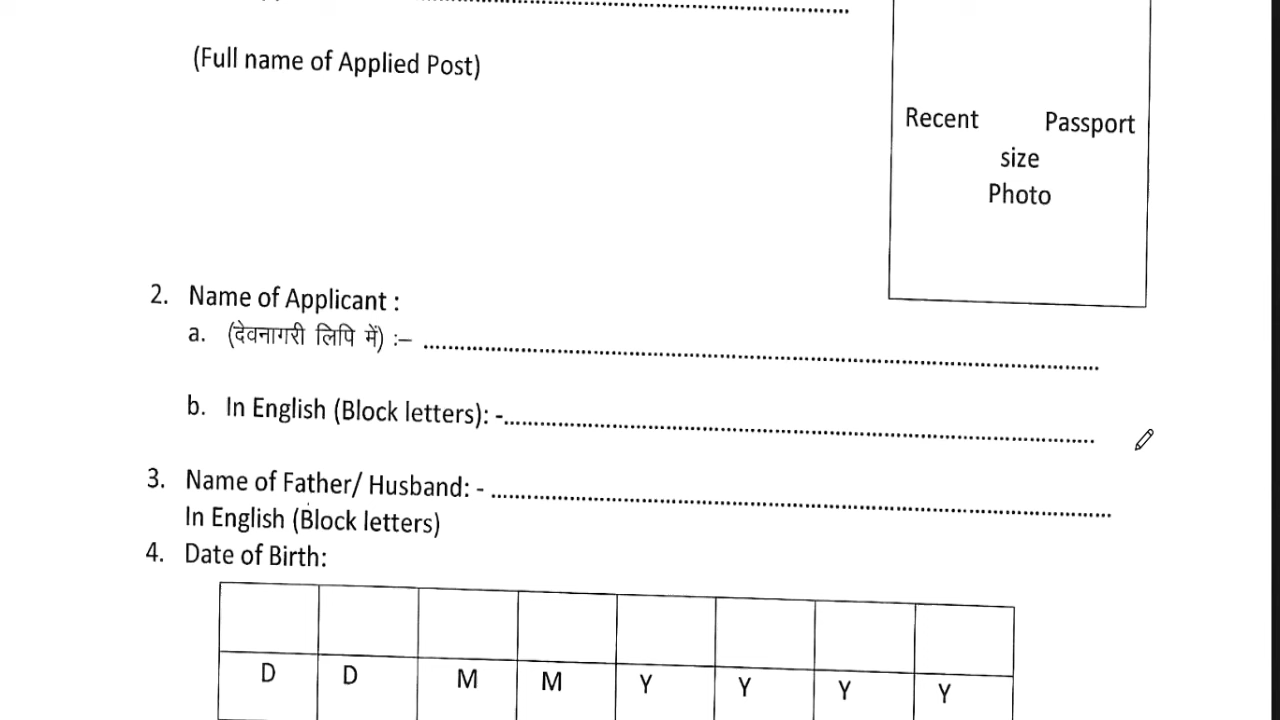 (Full name of Applied Post)
Recent Passport
size
Photo
2. Name of Applicant :
a. (देवनागरी लिपि में) :– ....................
b. In English (Block letters): -....................
3. Name of Father/ Husband: - ....................
In English (Block letters)
4. Date of Birth:
D D M M Y Y Y Y